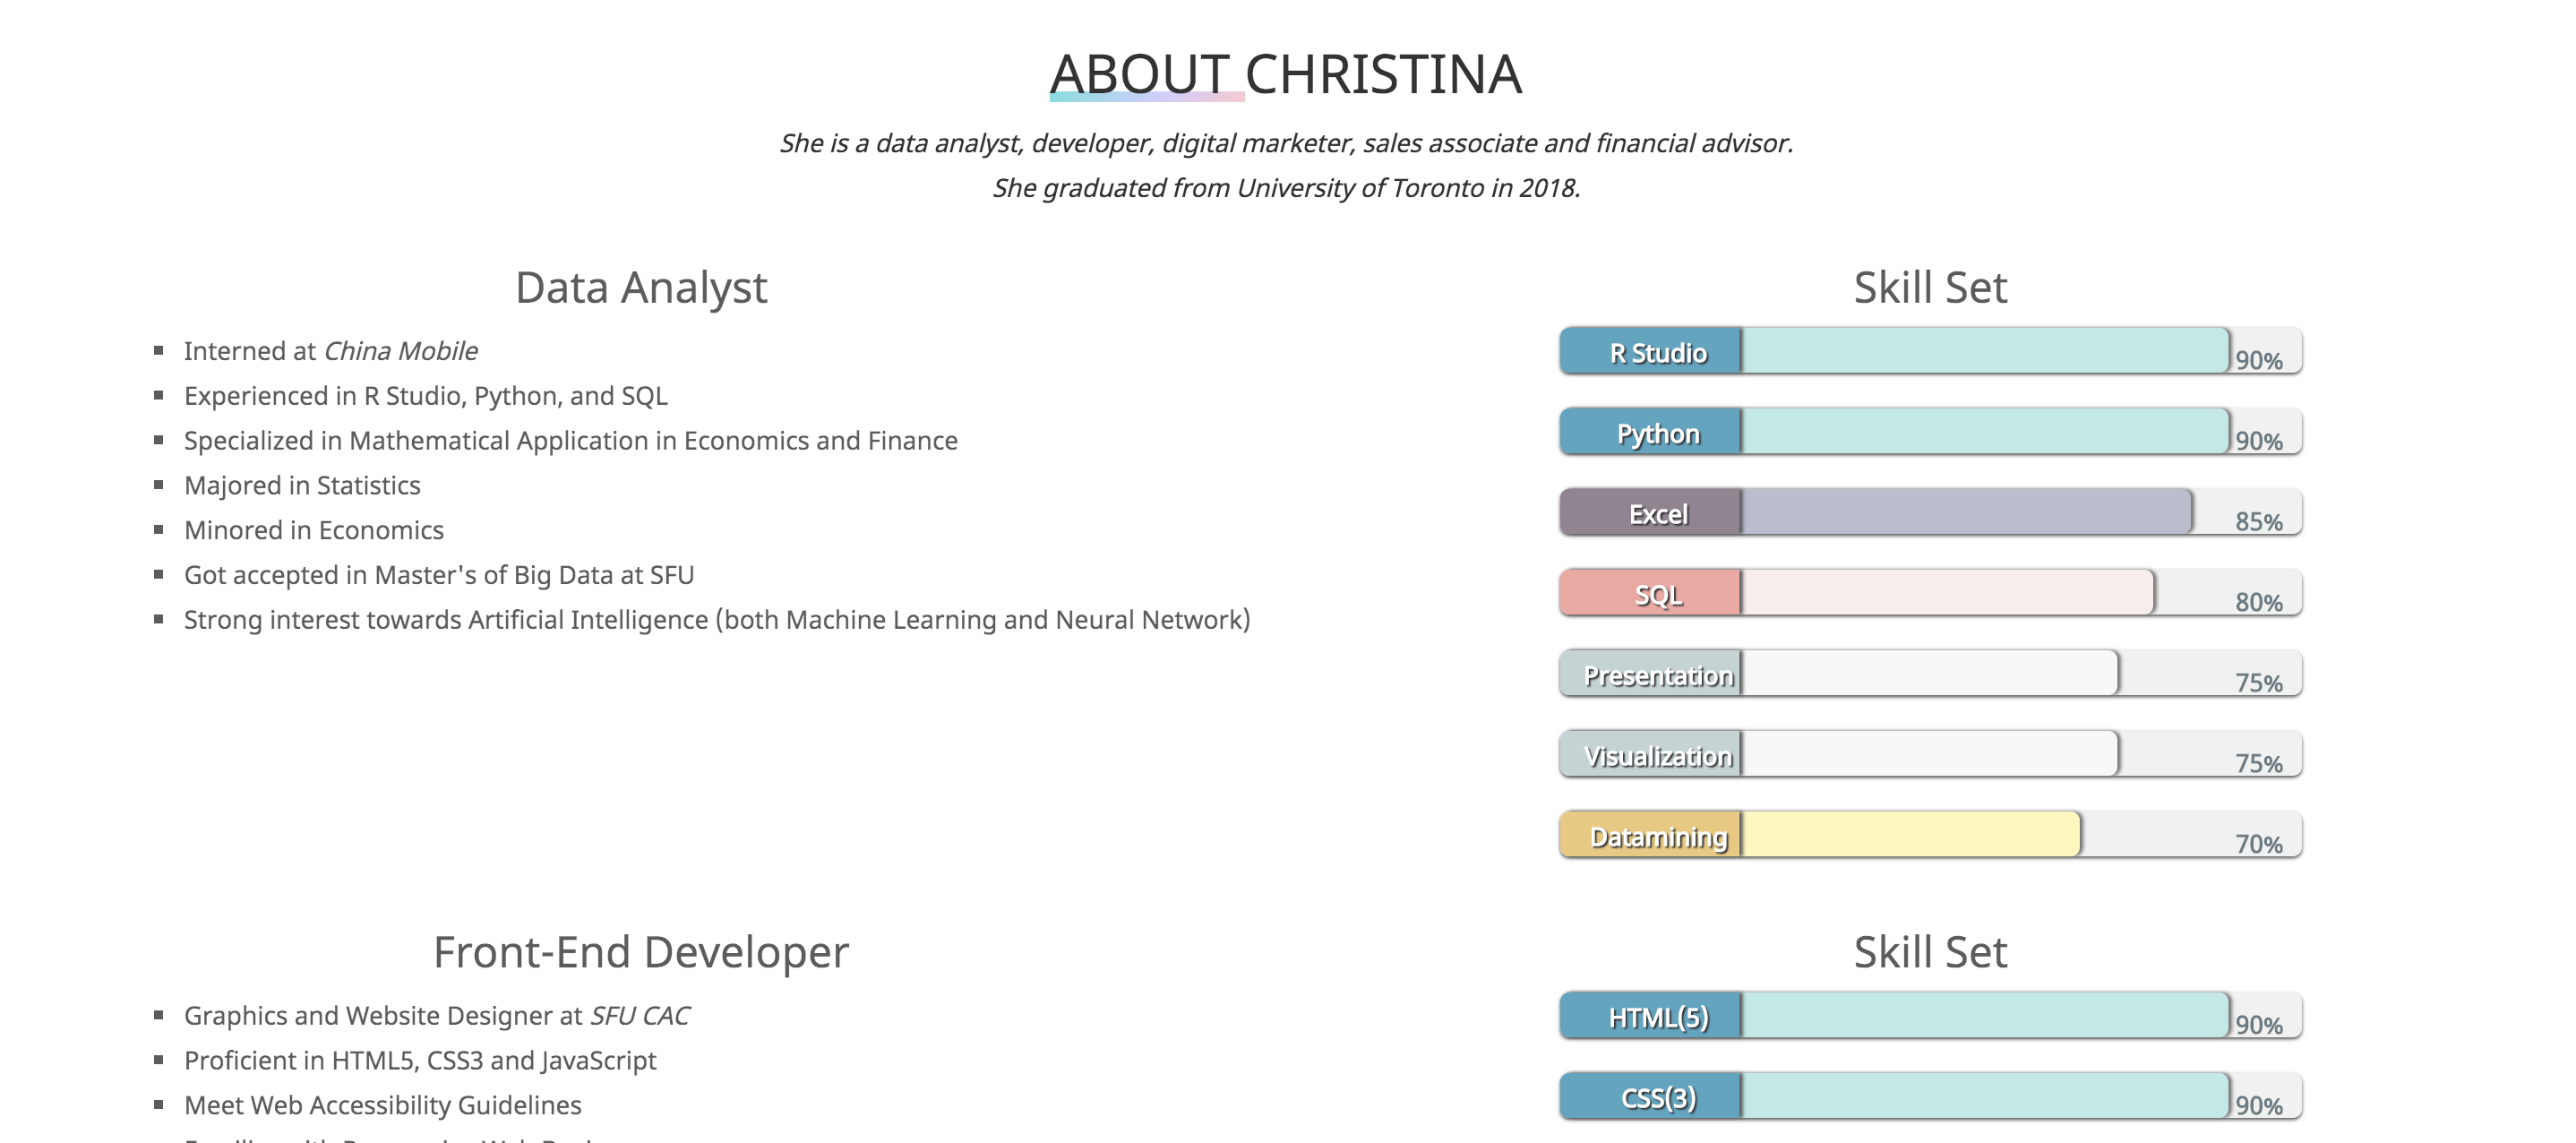 ABOUT CHRISTINA
She is a data analyst, developer, digital marketer, sales associate and financial advisor.
She graduated from University of Toronto in 2018.
Data Analyst
Interned at China Mobile
Experienced in R Studio, Python, and SQL
Specialized in Mathematical Application in Economics and Finance
Majored in Statistics
Minored in Economics
Got accepted in Master's of Big Data at SFU
Strong interest towards Artificial Intelligence (both Machine Learning and Neural Network)
Skill Set
R Studio 90%
Python 90%
Excel 85%
SQL 80%
Presentation 75%
Visualization 75%
Datamining 70%
Front-End Developer
Graphics and Website Designer at SFU CAC
Proficient in HTML5, CSS3 and JavaScript
Meet Web Accessibility Guidelines
Skill Set
HTML(5) 90%
CSS(3) 90%